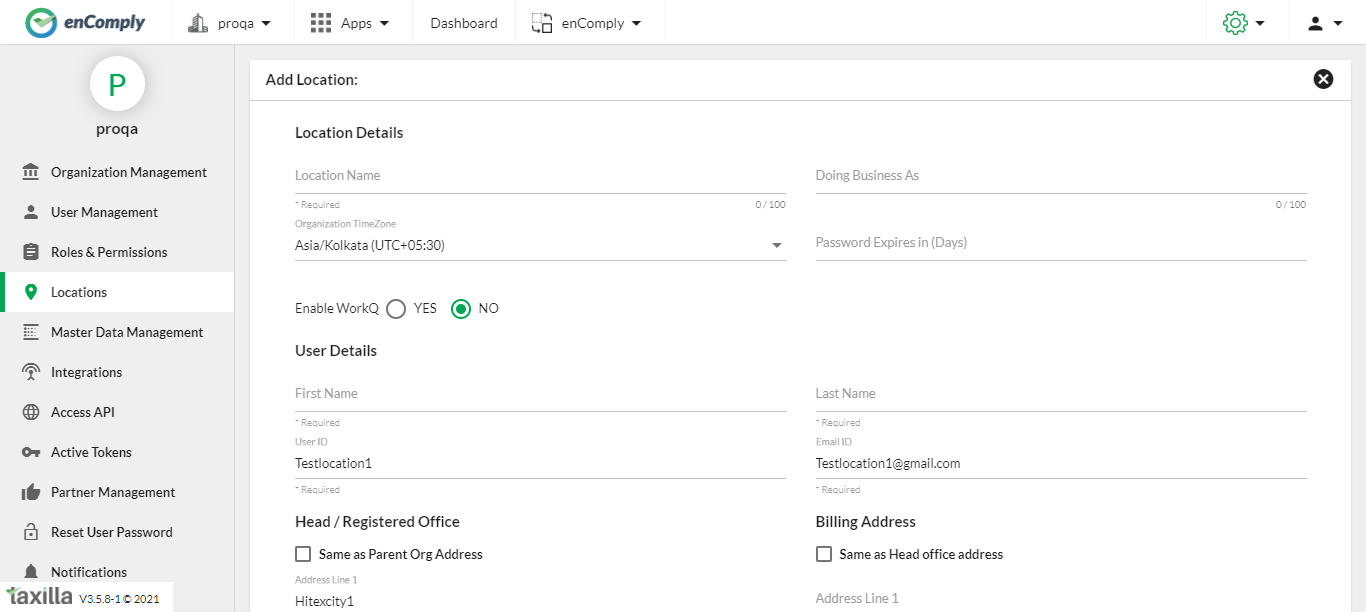 enComply
proqa
Apps
Dashboard
enComply
P
proqa
Organization Management
User Management
Roles & Permissions
Locations
Master Data Management
Integrations
Access API
Active Tokens
Partner Management
Reset User Password
Notifications
taxilla V3.5.8-1 © 2021
Add Location:
Location Details
Location Name
Doing Business As
* Required 0 / 100
0 / 100
Organization TimeZone
Asia/Kolkata (UTC+05:30)
Password Expires in (Days)
Enable WorkQ YES NO
User Details
First Name
Last Name
* Required
* Required
User ID
Email ID
Testlocation1
Testlocation1@gmail.com
* Required
* Required
Head / Registered Office
Billing Address
Same as Parent Org Address
Same as Head office address
Address Line 1
Hitexcity1
Address Line 1